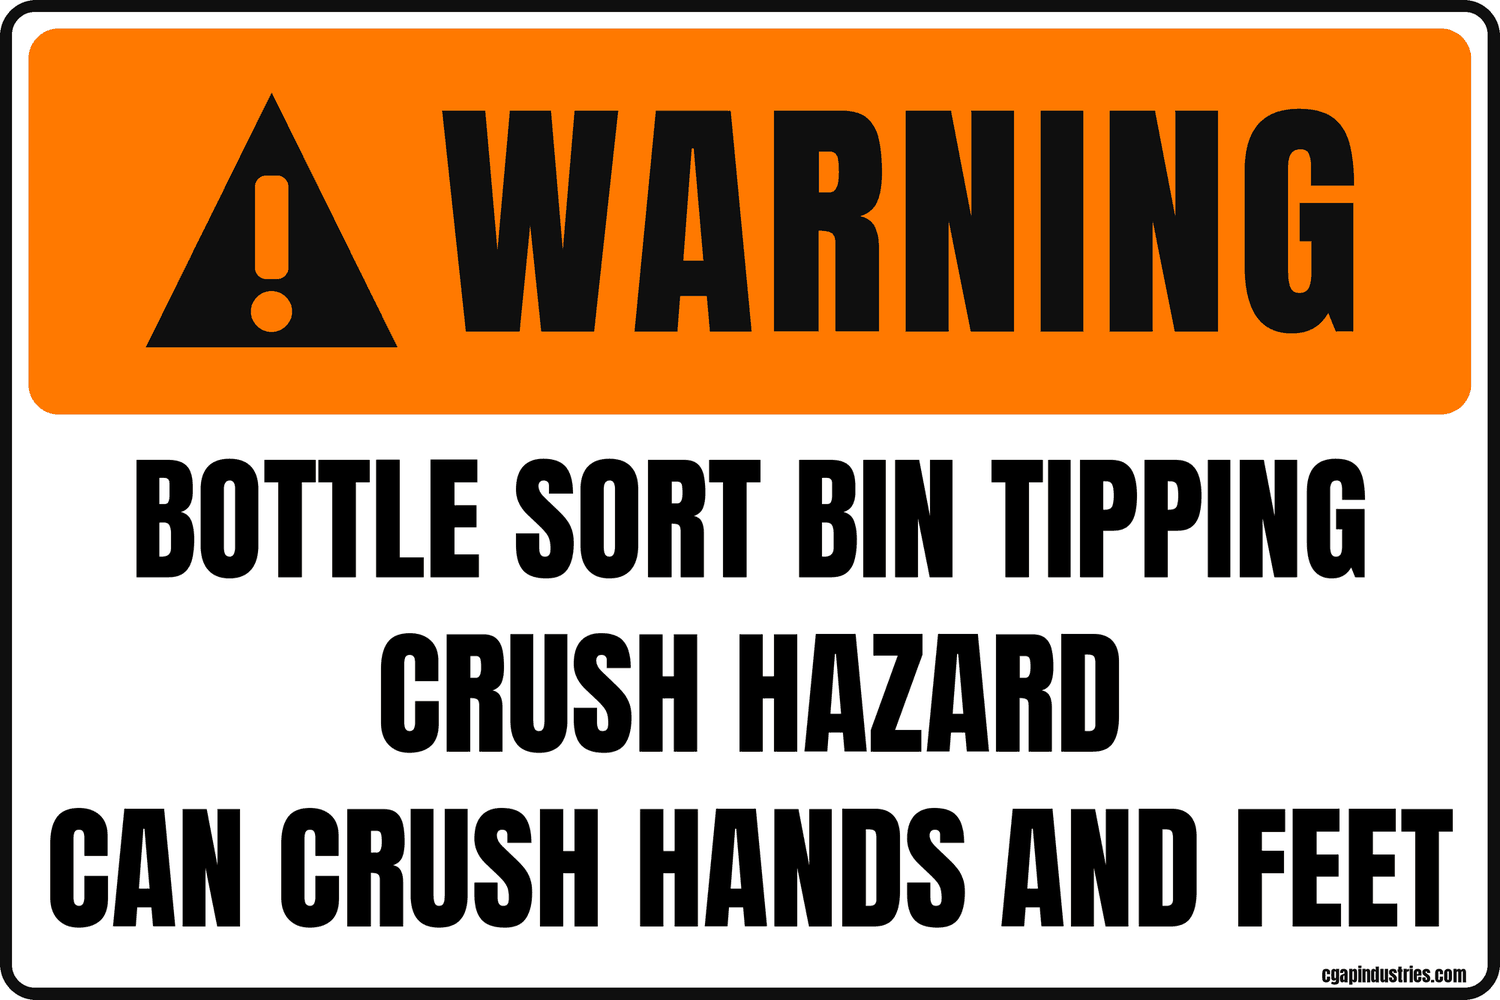 WARNING
BOTTLE SORT BIN TIPPING
CRUSH HAZARD
CAN CRUSH HANDS AND FEET
cgapindustries.com